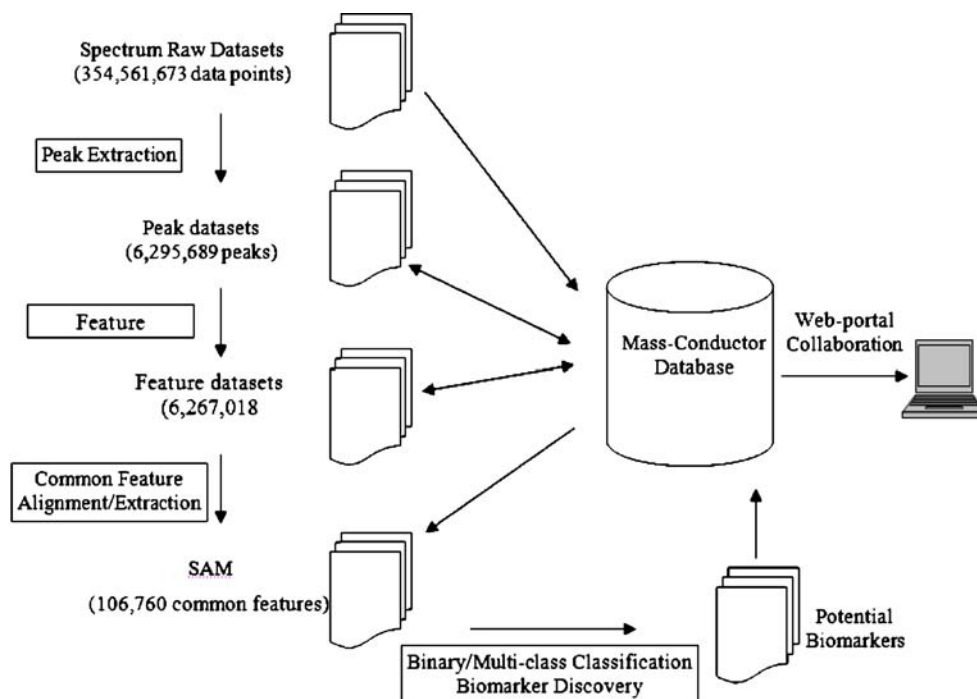 Spectrum Raw Datasets
(354,561,673 data points)
Peak Extraction
Peak datasets
(6,295,689 peaks)
Feature
Feature datasets
(6,267,018
Common Feature
Alignment/Extraction
SAM
(106,760 common features)
Binary/Multi-class Classification
Biomarker Discovery
Potential
Biomarkers
Mass-Conductor
Database
Web-portal
Collaboration